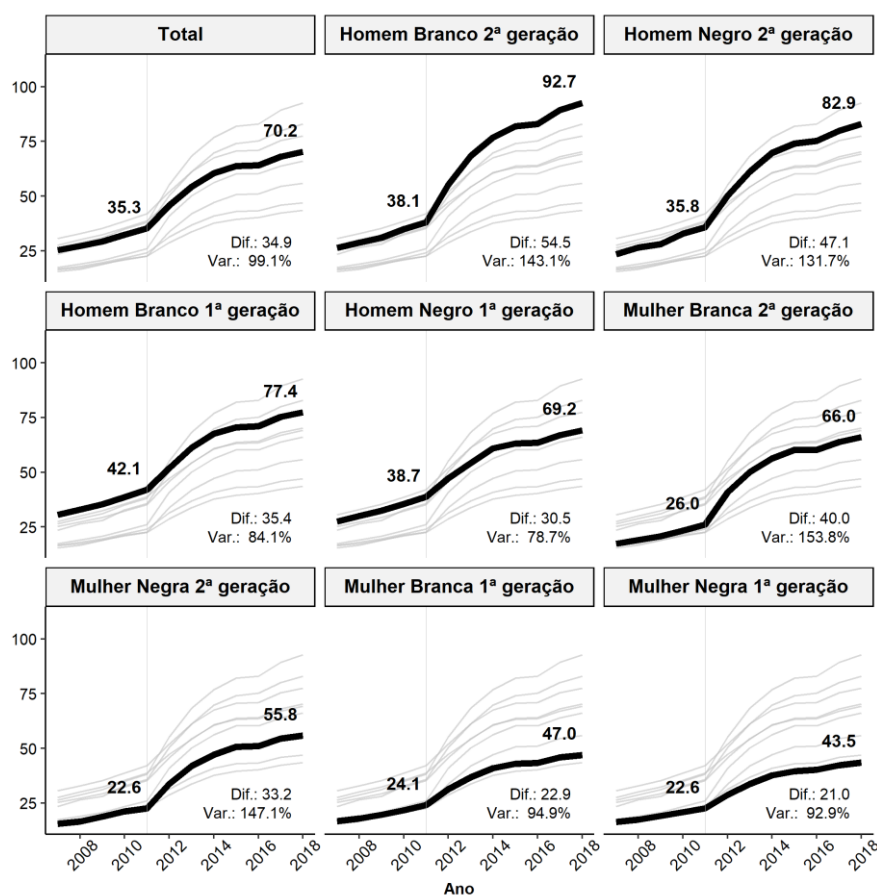 Total
Homem Branco 2ª geração
Homem Negro 2ª geração
100
75
50
25
35.3
70.2
Dif.: 34.9
Var.: 99.1%
38.1
92.7
Dif.: 54.5
Var.: 143.1%
35.8
82.9
Dif.: 47.1
Var.: 131.7%
Homem Branco 1ª geração
Homem Negro 1ª geração
Mulher Branca 2ª geração
100
75
50
25
42.1
77.4
Dif.: 35.4
Var.: 84.1%
38.7
69.2
Dif.: 30.5
Var.: 78.7%
26.0
66.0
Dif.: 40.0
Var.: 153.8%
Mulher Negra 2ª geração
Mulher Branca 1ª geração
Mulher Negra 1ª geração
100
75
50
25
22.6
55.8
Dif.: 33.2
Var.: 147.1%
24.1
47.0
Dif.: 22.9
Var.: 94.9%
22.6
43.5
Dif.: 21.0
Var.: 92.9%
2008 2010 2012 2014 2016 2018
2008 2010 2012 2014 2016 2018
2008 2010 2012 2014 2016 2018
Ano